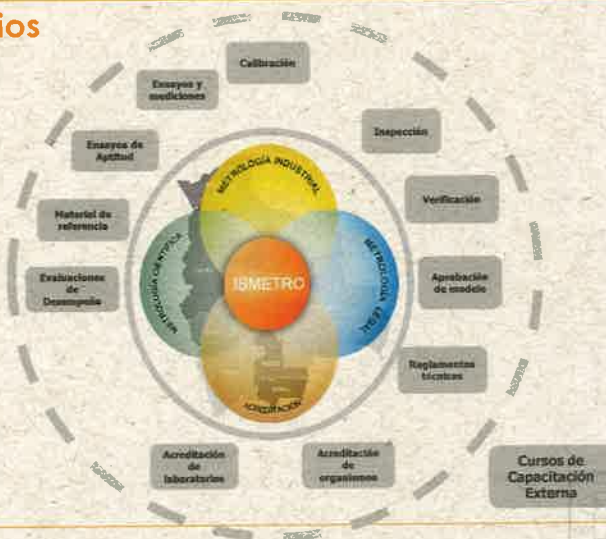 ios
Calibración
Ensayos y
mediciones
Inspección
Ensayos de
Aptitud
METROLOGÍA INDUSTRIAL
Verificación
Material de
referencia
METROLOGÍA CIENTÍFICA
METROLOGÍA LEGAL
Evaluaciones
de
Desempeño
ISMETRO
Aprobación
de modelo
Reglamentos
técnicos
ACREDITACIÓN
Acreditación
de
laboratorios
Acreditación
de
organismos
Cursos de
Capacitación
Externa